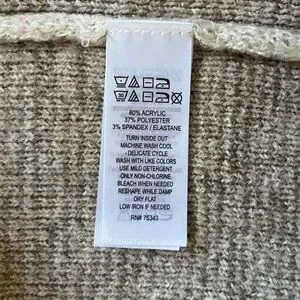 60% ACRYLIC
37% POLYESTER
3% SPANDEX / ELASTANE
TURN INSIDE OUT
MACHINE WASH COOL
- DELICATE CYCLE
WASH WITH LIKE COLORS
USE MILD DETERGENT
ONLY NON-CHLORINE
BLEACH WHEN NEEDED
RESHAPE WHILE DAMP
DRY FLAT
LOW IRON IF NEEDED
RN# 75343